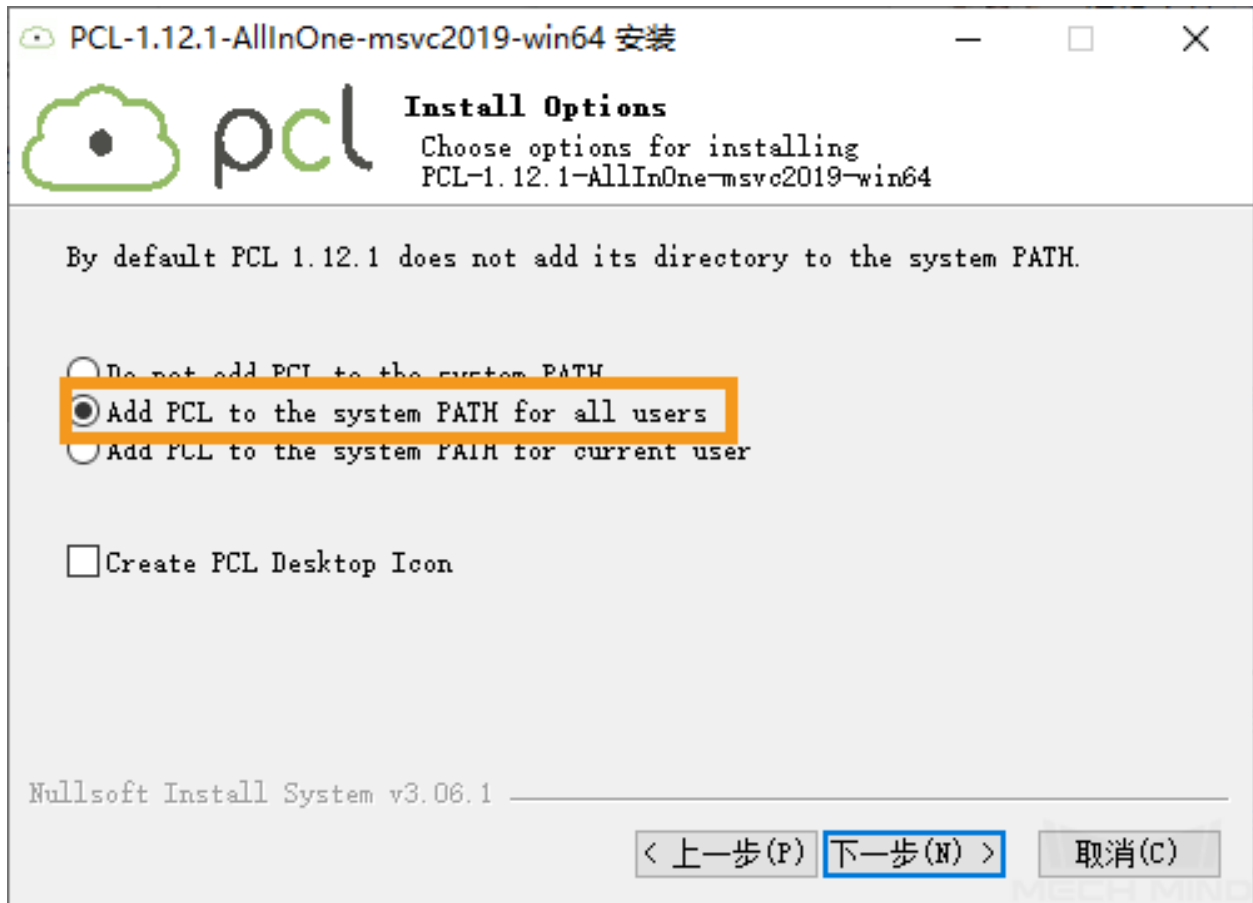 PCL-1.12.1-AllInOne-msvc2019-win64 安装
pcl
Install Options
Choose options for installing
PCL-1.12.1-AllInOne-msvc2019-win64
By default PCL 1.12.1 does not add its directory to the system PATH.
Do not add PCL to the system PATH
Add PCL to the system PATH for all users
Add PCL to the system PATH for current user
Create PCL Desktop Icon
Nullsoft Install System v3.06.1
< 上一步(P) 下一步(N) > 取消(C)
MECH MIND